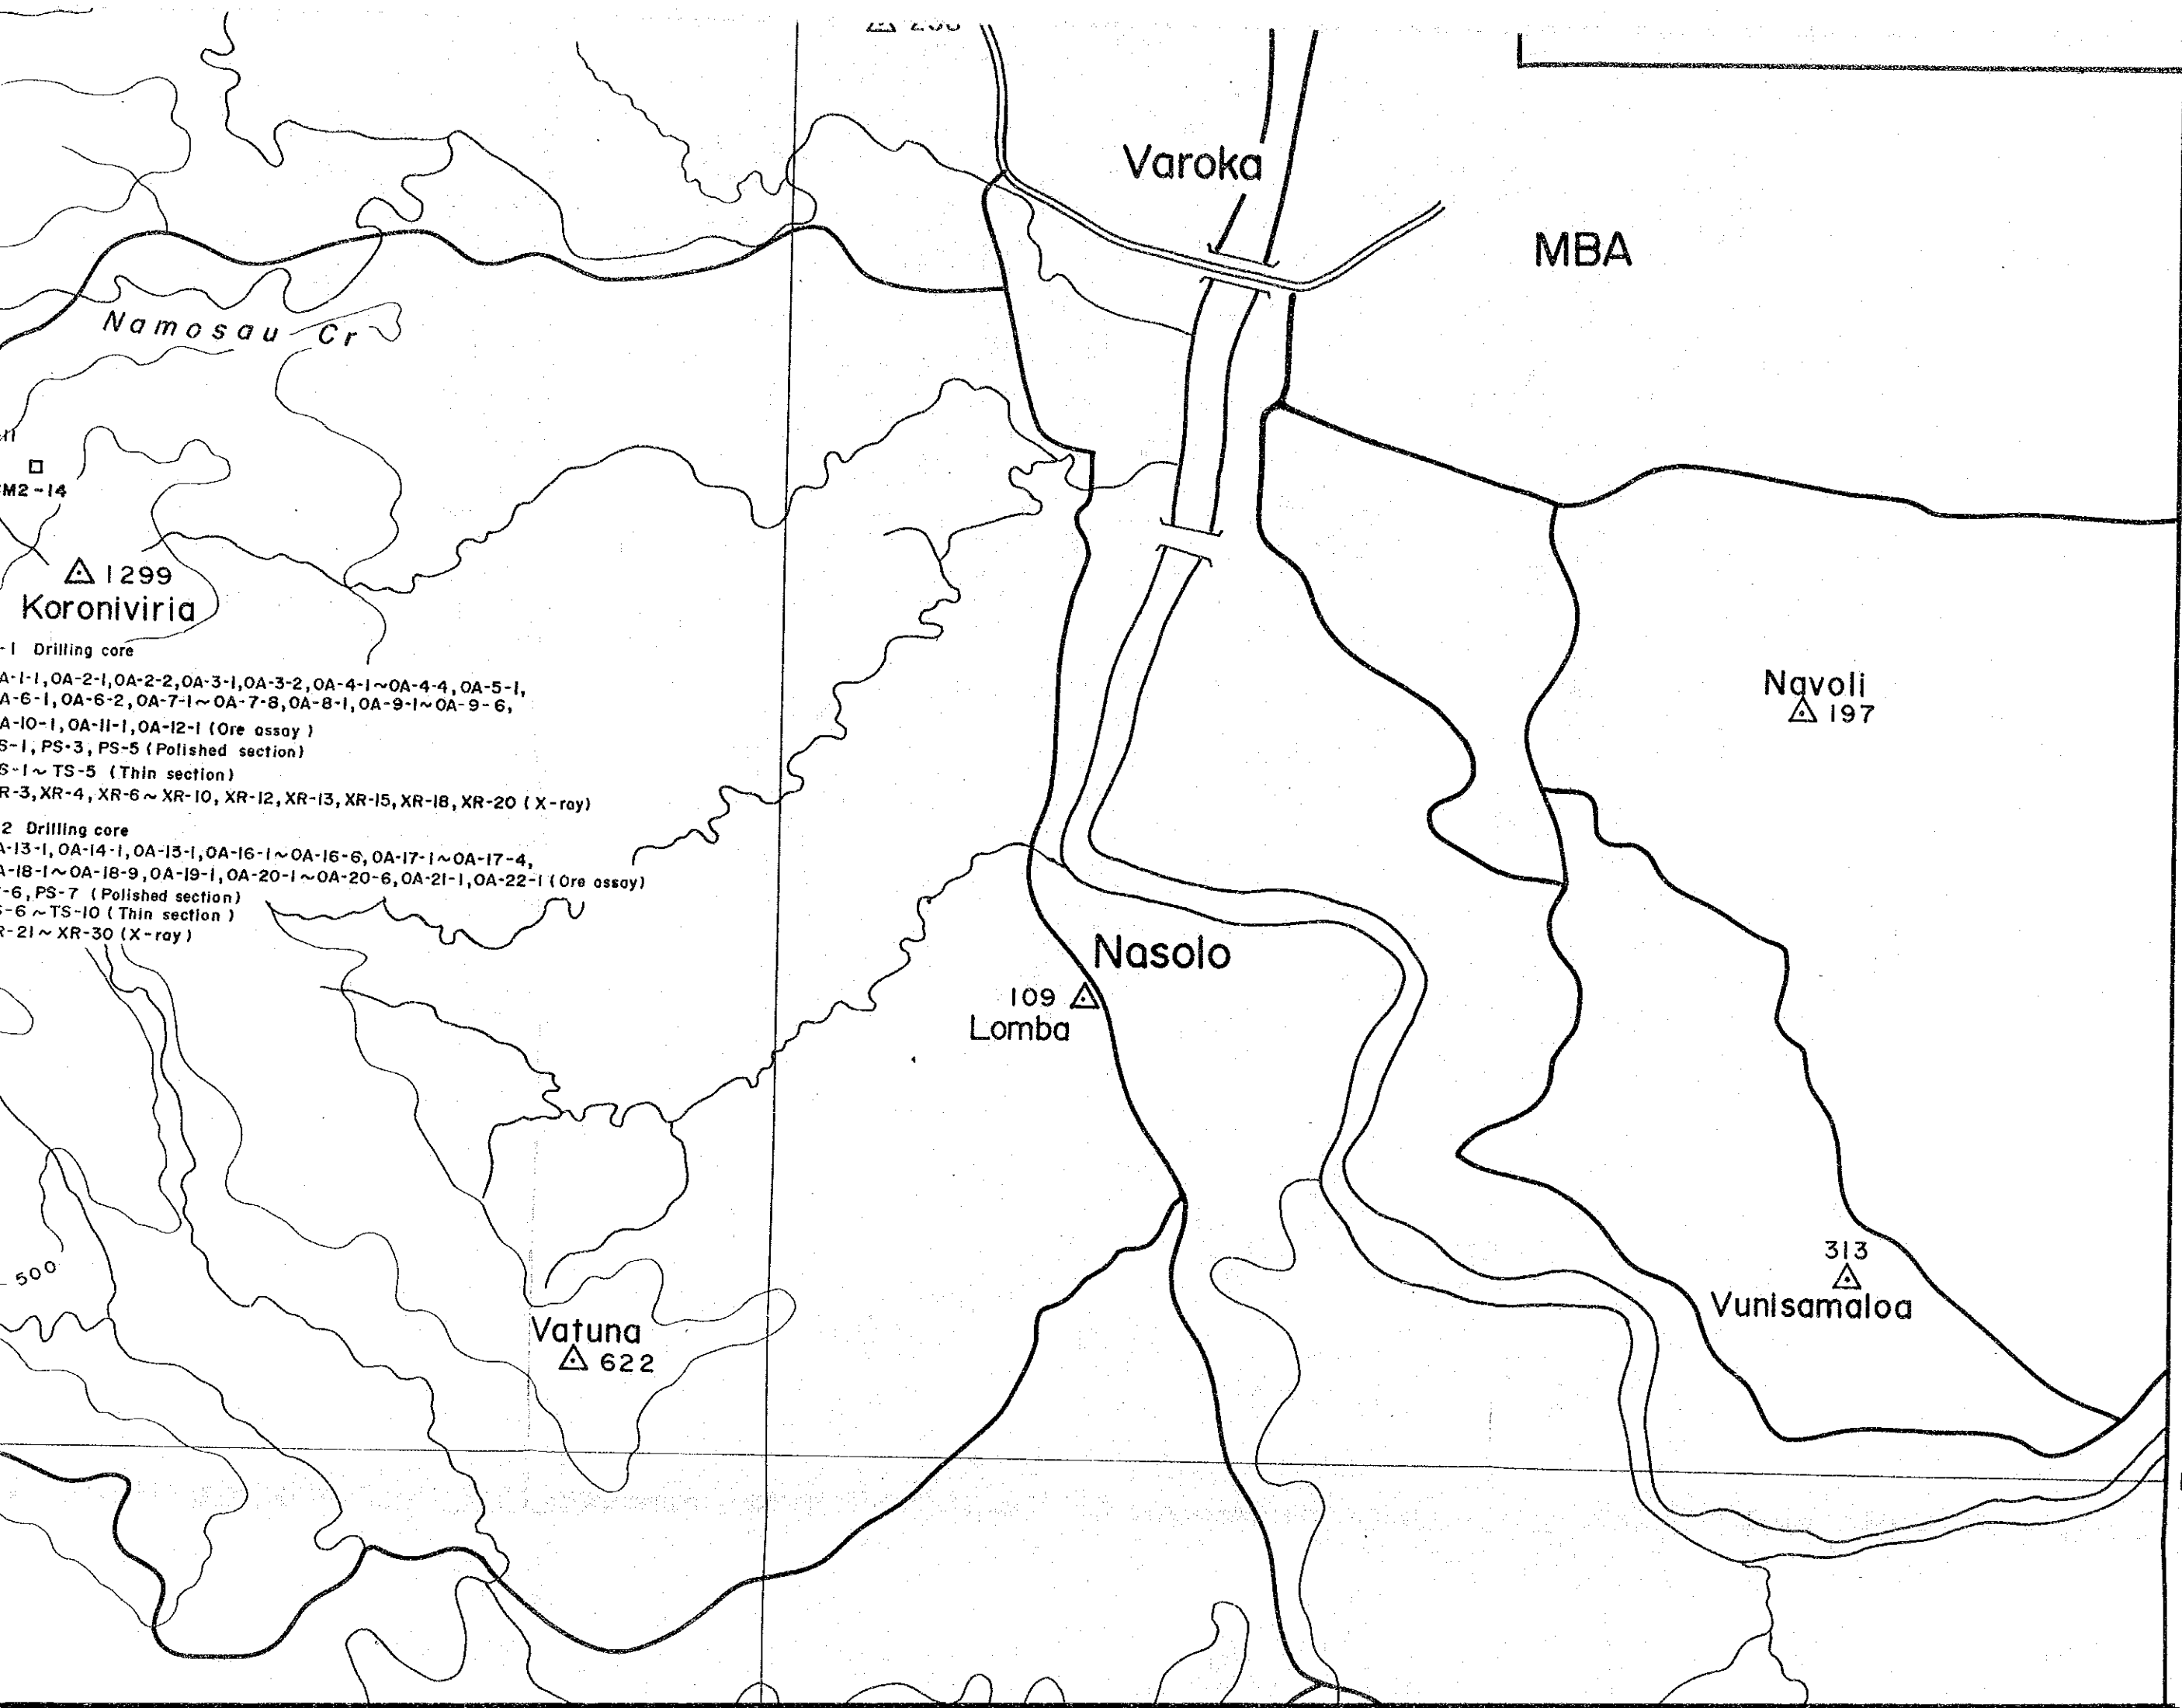 Varoka
MBA
Namosau Cr
M2-14
1299
Koroniviria
-1 Drilling core
A-1-1,OA-2-1,OA-2-2,OA-3-1,OA-3-2,OA-4-1~OA-4-4,OA-5-1,
A-6-1,OA-6-2,OA-7-1~OA-7-8,OA-8-1,OA-9-1~OA-9-6,
A-10-1,OA-11-1,OA-12-1 (Ore assay)
S-1, PS-3, PS-5 (Polished section)
S-1~TS-5 (Thin section)
R-3,XR-4, XR-6~XR-10, XR-12, XR-13, XR-15, XR-18, XR-20 (X-ray)
2 Drilling core
A-13-1,OA-14-1,OA-15-1,OA-16-1~OA-16-6,OA-17-1~OA-17-4,
A-18-1~OA-18-9,OA-19-1,OA-20-1~OA-20-6,OA-21-1,OA-22-1 (Ore assay)
-6, PS-7 (Polished section)
S-6~TS-10 (Thin section)
R-21~XR-30 (X-ray)
Navoli
197
Nasolo
109
Lomba
313
Vunisamaloa
500
Vatuna
622